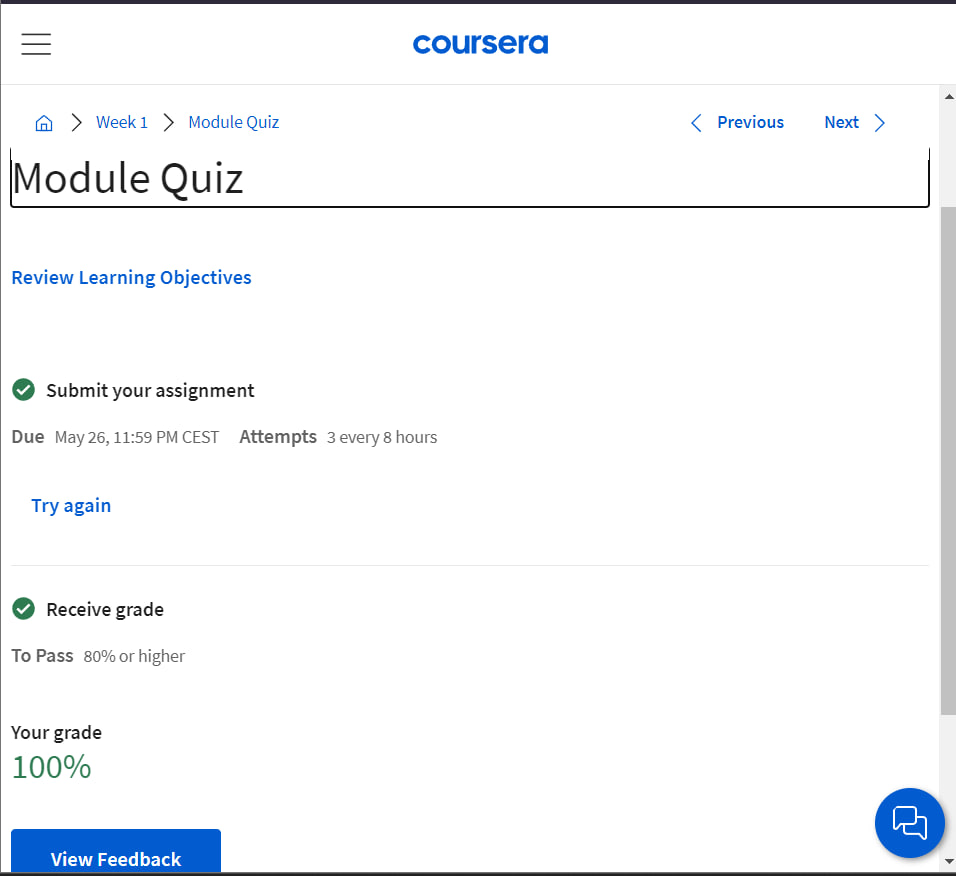 coursera
Week 1 Module Quiz Previous Next
Module Quiz
Review Learning Objectives
Submit your assignment
Due May 26, 11:59 PM CEST Attempts 3 every 8 hours
Try again
Receive grade
To Pass 80% or higher
Your grade
100%
View Feedback